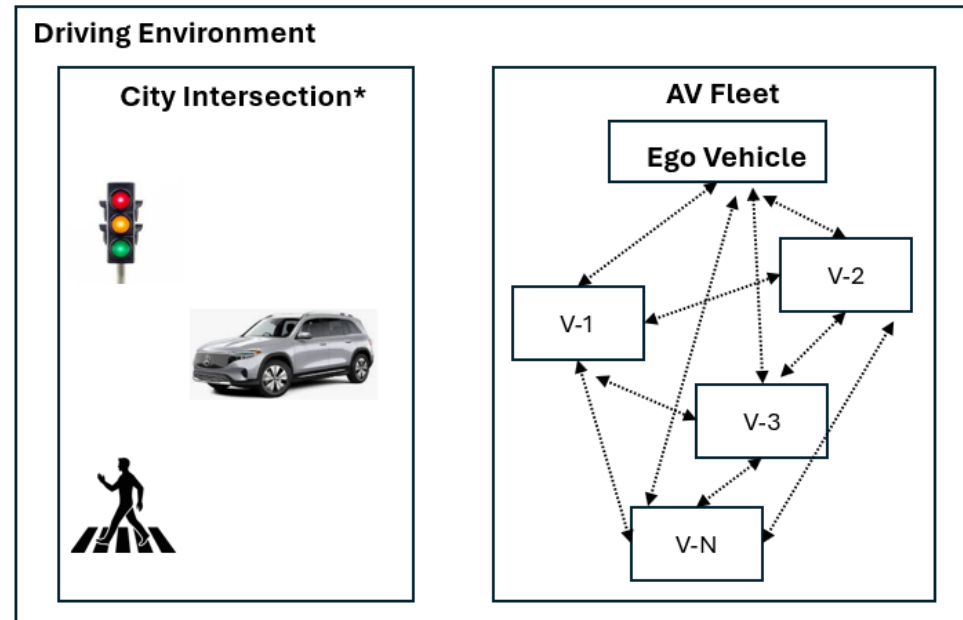 Driving Environment
City Intersection*
AV Fleet
Ego Vehicle
V-2
V-1
V-3
V-N